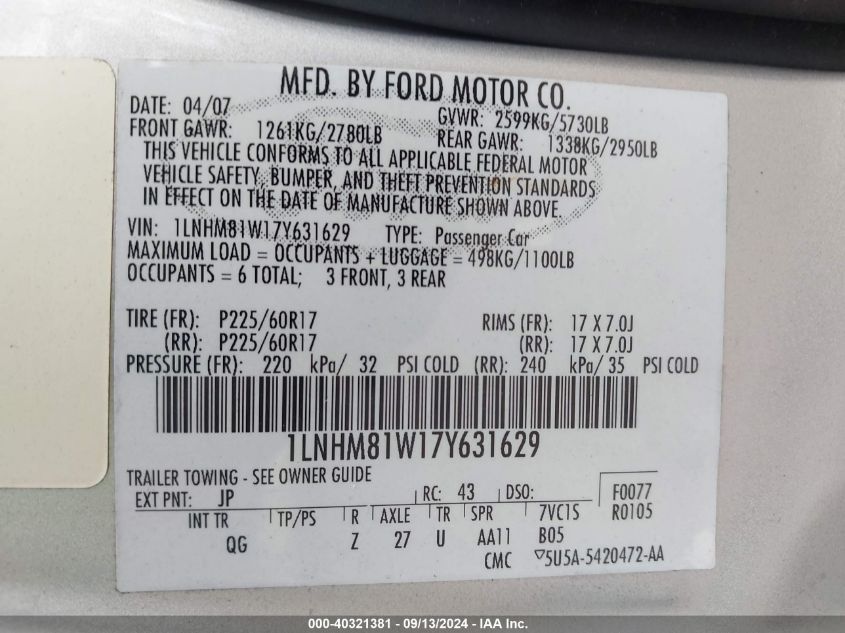 MFD. BY FORD MOTOR CO.
DATE: 04/07 GVWR: 2599KG/5730LB
FRONT GAWR: 1261KG/2780LB REAR GAWR: 1338KG/2950LB
THIS VEHICLE CONFORMS TO ALL APPLICABLE FEDERAL MOTOR
VEHICLE SAFETY, BUMPER, AND THEFT PREVENTION STANDARDS
IN EFFECT ON THE DATE OF MANUFACTURE SHOWN ABOVE.
VIN: 1LNHM81W17Y631629 TYPE: Passenger Car
MAXIMUM LOAD = OCCUPANTS + LUGGAGE = 498KG/1100LB
OCCUPANTS = 6 TOTAL; 3 FRONT, 3 REAR
TIRE (FR): P225/60R17 RIMS (FR): 17 X 7.0J
(RR): P225/60R17 (RR): 17 X 7.0J
PRESSURE (FR): 220 kPa/ 32 PSI COLD (RR): 240 kPa/ 35 PSI COLD
1LNHM81W17Y631629
TRAILER TOWING - SEE OWNER GUIDE
EXT PNT: JP RC: 43 DSO: F0077
INT TR TP/PS R AXLE TR SPR 7VC1S R0105
QG Z 27 U AA11 B05
CMC ▽5U5A-5420472-AA
000-40321381 - 09/13/2024 - IAA Inc.